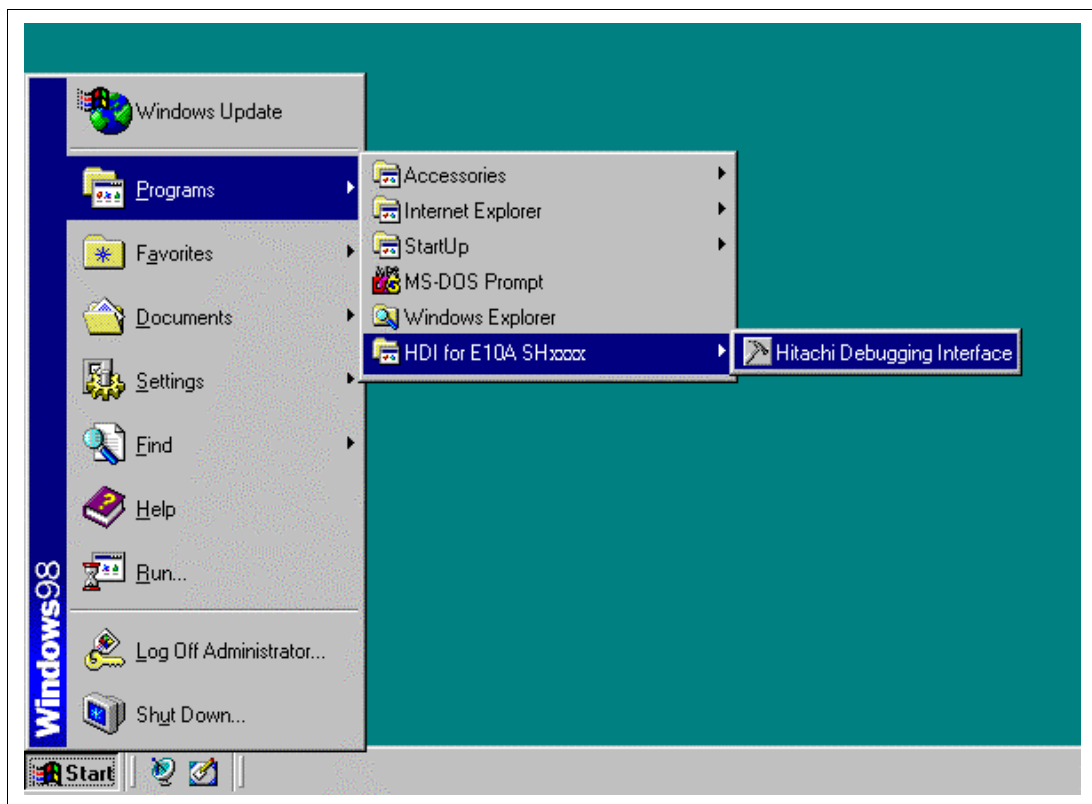 Windows Update
Programs
Favorites
Documents
Settings
Find
Help
Run...
Log Off Administrator...
Shut Down...
Windows98
Accessories
Internet Explorer
StartUp
MS-DOS Prompt
Windows Explorer
HDI for E10A SHxxxx
Hitachi Debugging Interface
Start